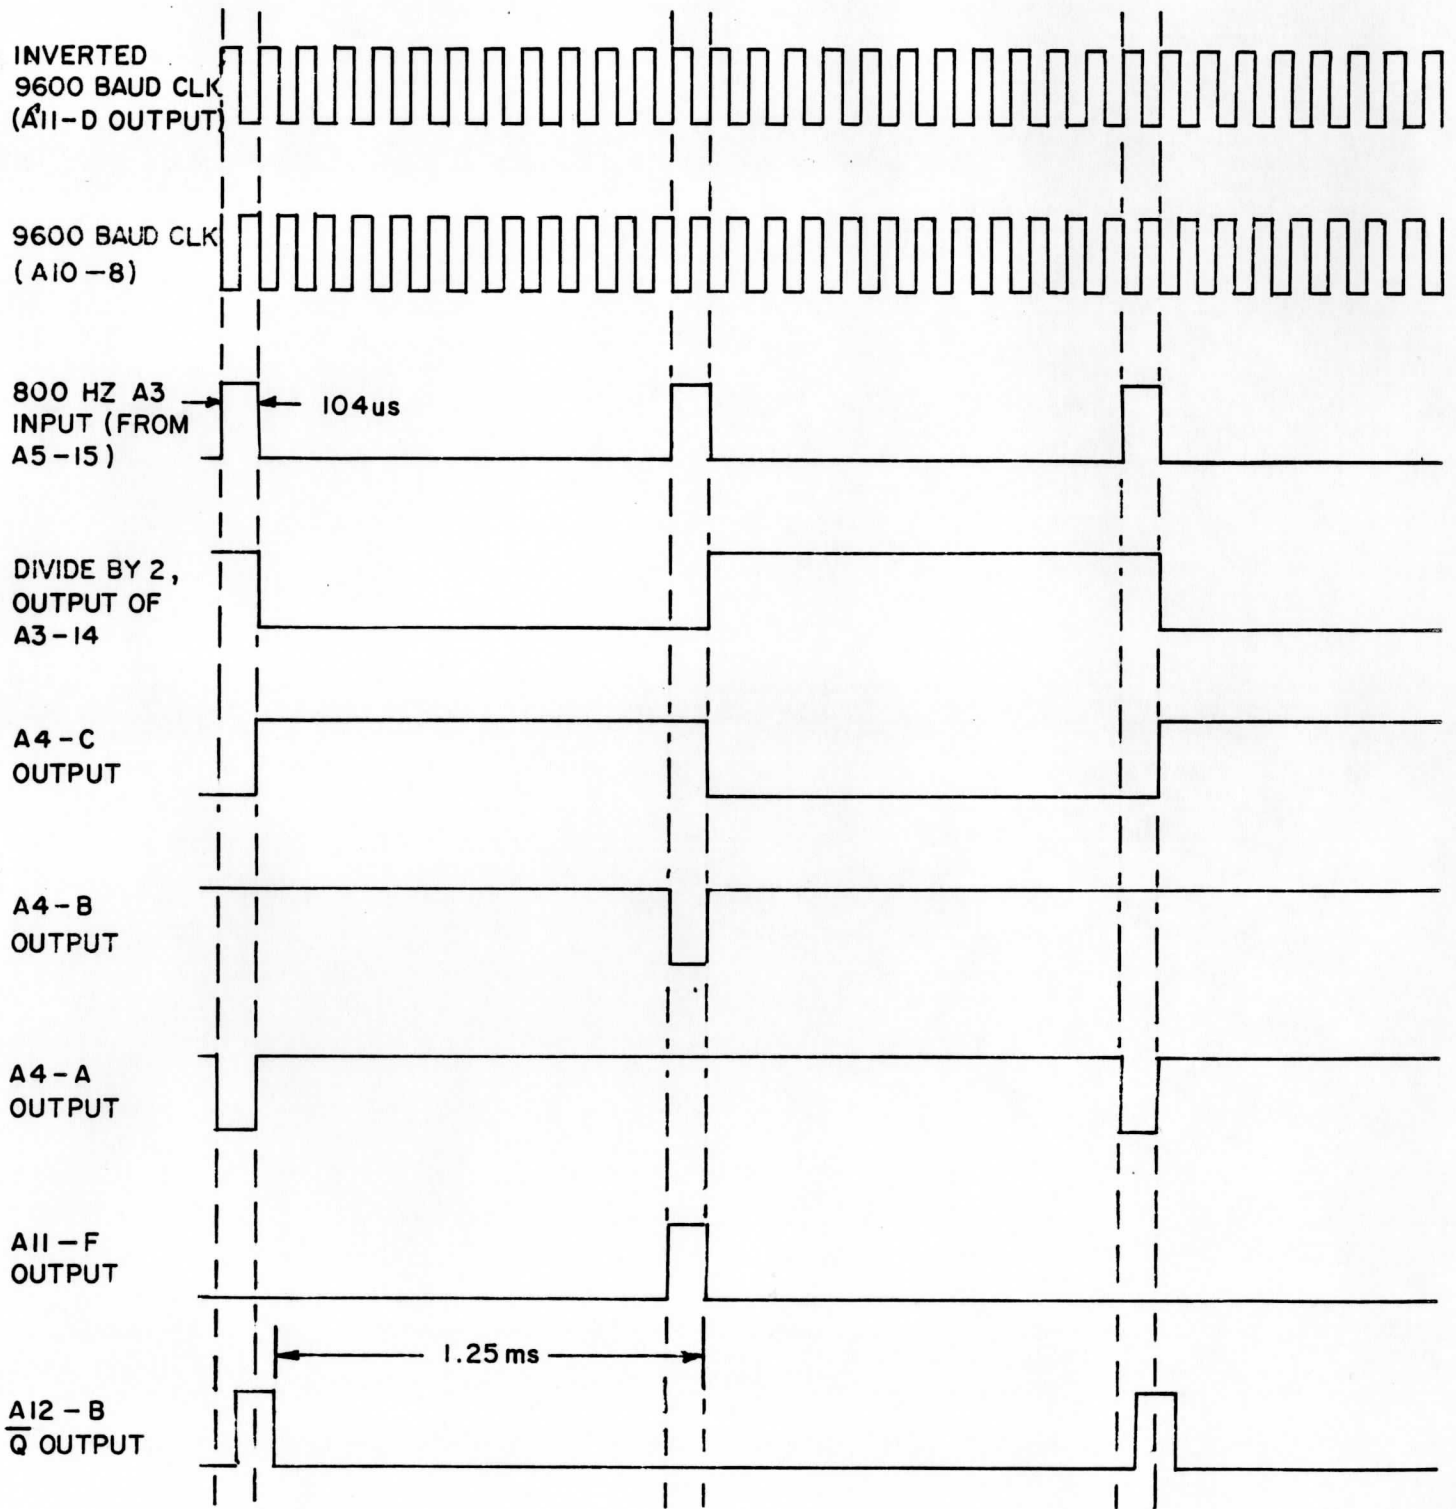 INVERTED
9600 BAUD CLK
(A11-D OUTPUT)
9600 BAUD CLK
(A10-8)
800 HZ A3
INPUT (FROM
A5-15)
104us
DIVIDE BY 2,
OUTPUT OF
A3-14
A4-C
OUTPUT
A4-B
OUTPUT
A4-A
OUTPUT
A11-F
OUTPUT
1.25 ms
A12-B
Q̅ OUTPUT